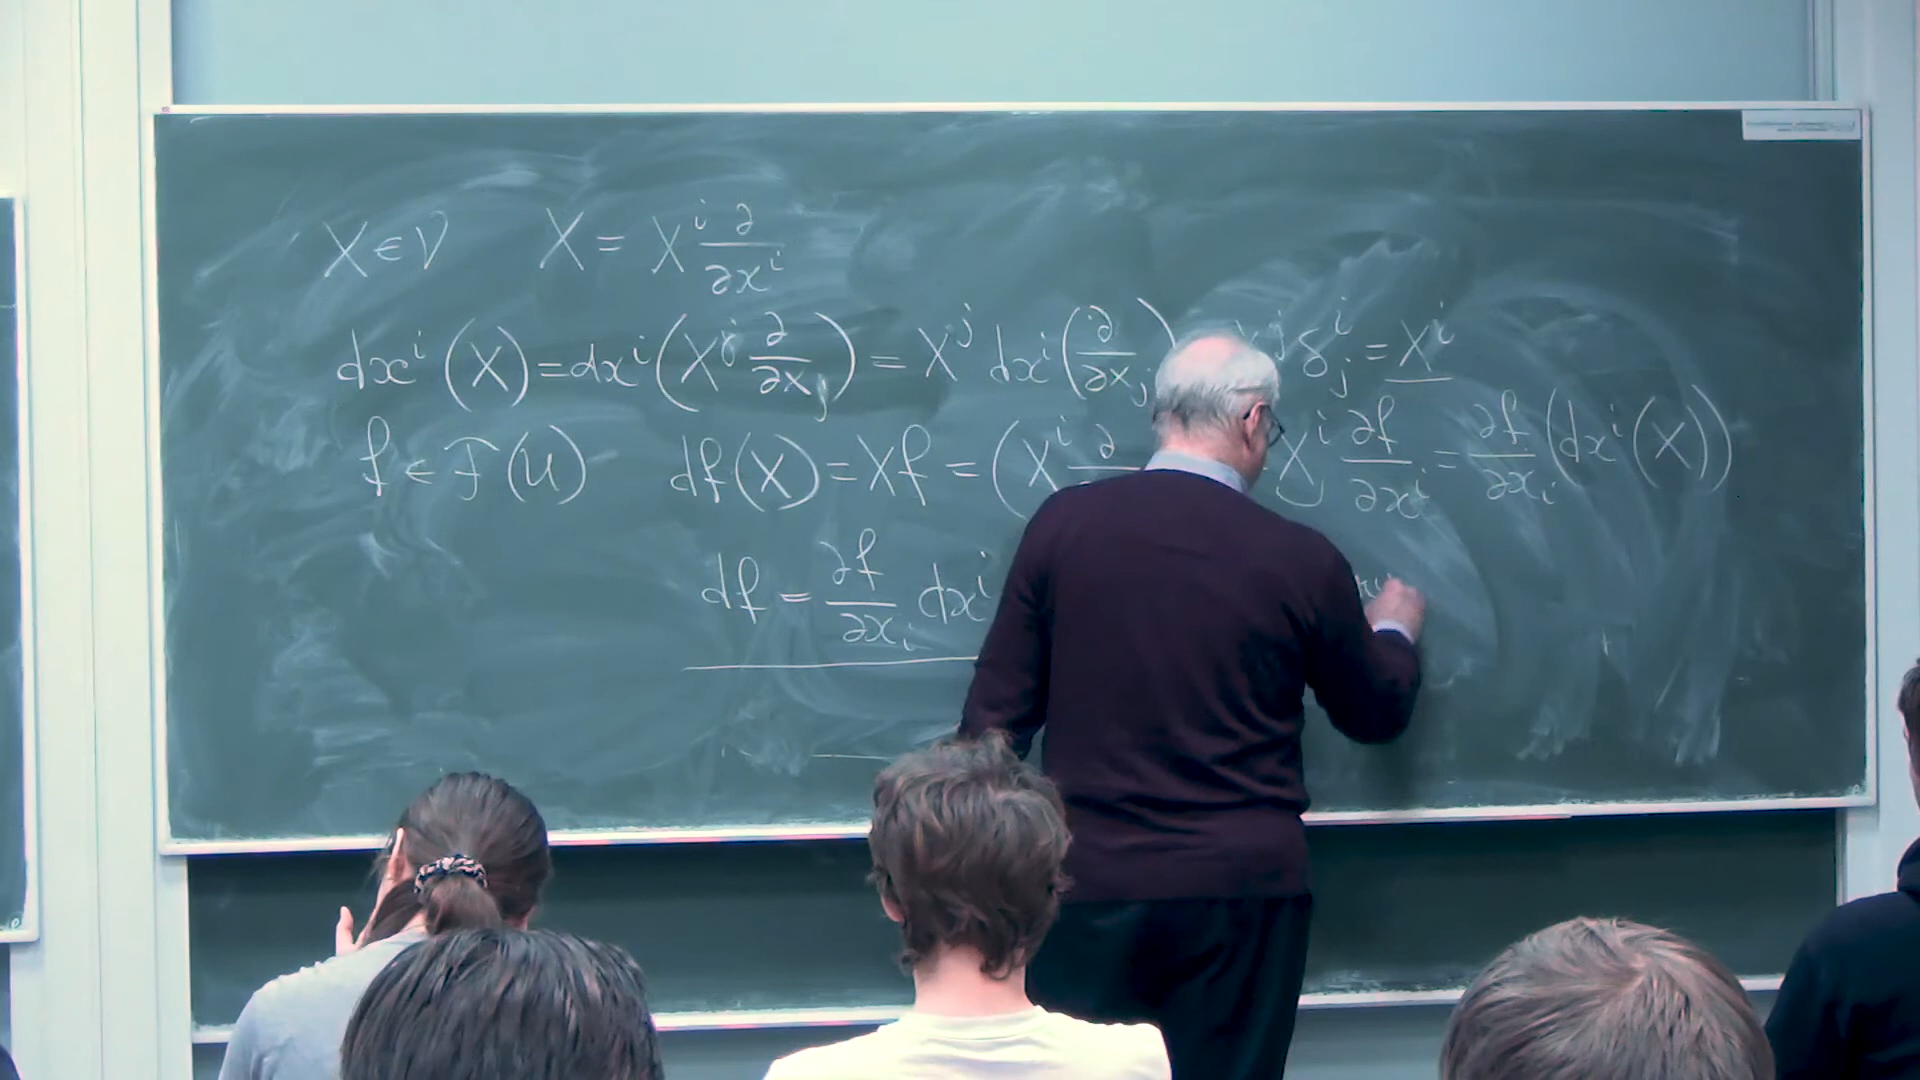 X ∈ V X = X^i ∂/∂x^i
dx^i (X) = dx^i (X^j ∂/∂x_j) = X^j dx^i (∂/∂x_j) X^j δ^i_j = X^i
f ∈ F(U) df(X) = Xf = (X^i ∂ X^i ∂f/∂x^i = ∂f/∂x_i (dx^i(X))
df = ∂f/∂x_i dx^i